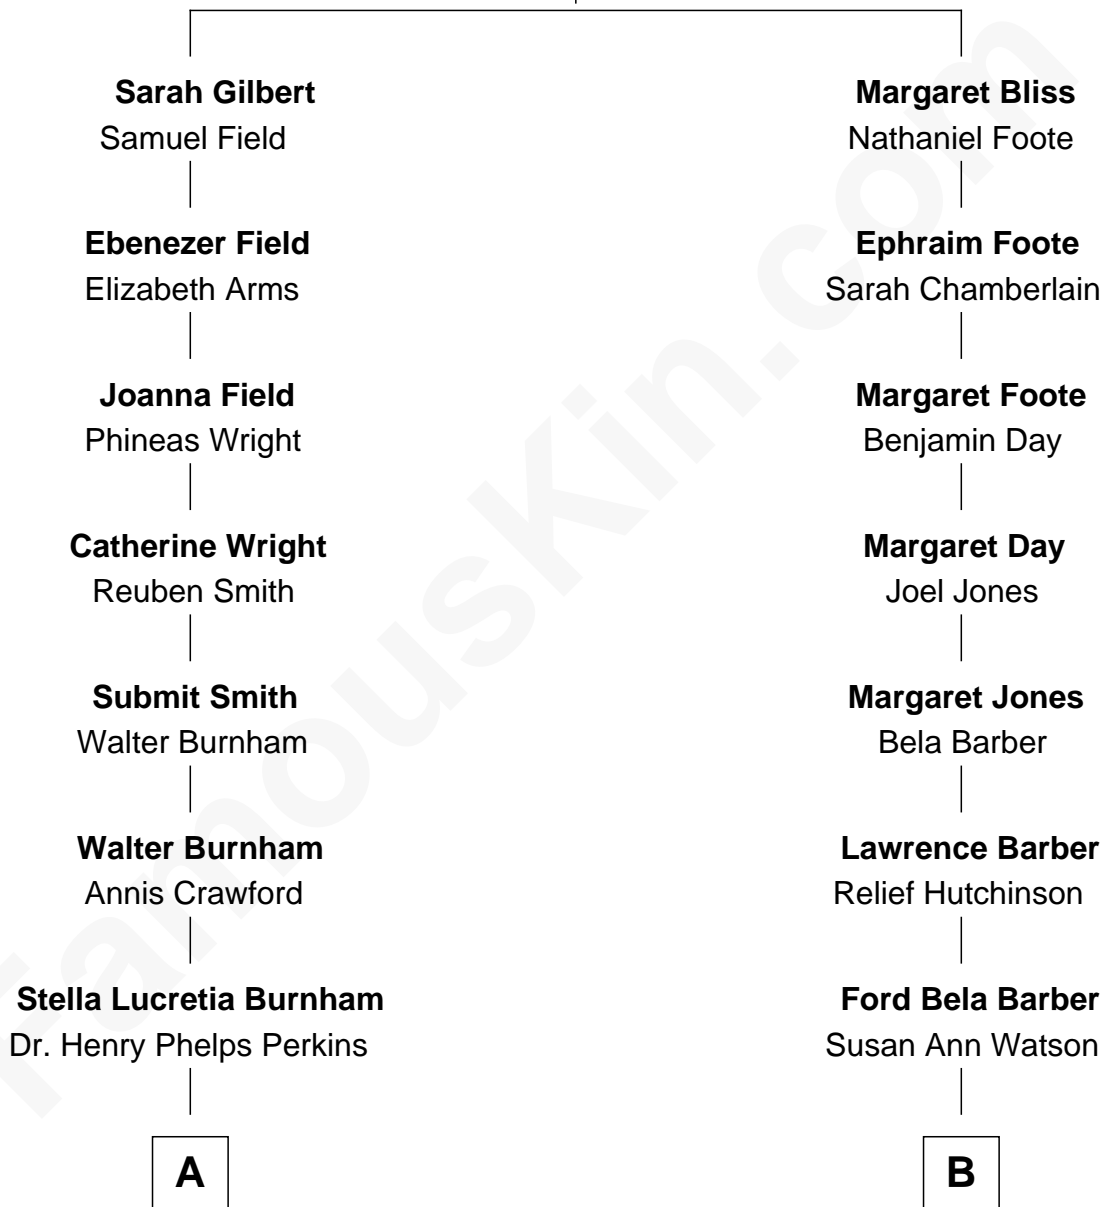 Sarah Gilbert
Samuel Field
Ebenezer Field
Elizabeth Arms
Joanna Field
Phineas Wright
Catherine Wright
Reuben Smith
Submit Smith
Walter Burnham
Walter Burnham
Annis Crawford
Stella Lucretia Burnham
Dr. Henry Phelps Perkins
A
Margaret Bliss
Nathaniel Foote
Ephraim Foote
Sarah Chamberlain
Margaret Foote
Benjamin Day
Margaret Day
Joel Jones
Margaret Jones
Bela Barber
Lawrence Barber
Relief Hutchinson
Ford Bela Barber
Susan Ann Watson
B
FamousKin.com